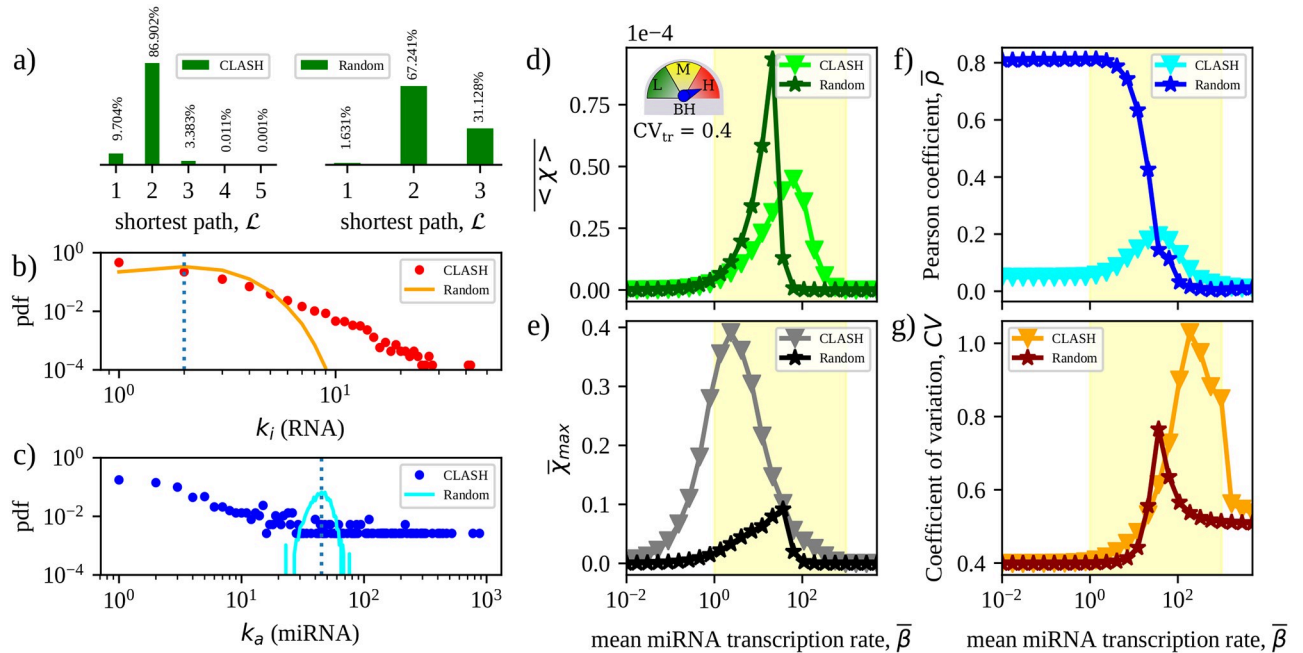 a)
9.704%
86.902%
3.383%
0.011%
0.001%
CLASH
1 2 3 4 5
shortest path, ℒ
Random
1.631%
67.241%
31.128%
1 2 3
shortest path, ℒ
b)
pdf
10⁰
10⁻²
10⁻⁴
CLASH
Random
10⁰ 10¹
kᵢ (RNA)
c)
pdf
10⁰
10⁻²
10⁻⁴
CLASH
Random
10⁰ 10¹ 10² 10³
kₐ (miRNA)
d)
1e-4
<χ>
0.75
0.50
0.25
0.00
L M H
BH
CV_tr = 0.4
CLASH
Random
e)
χ̅_max
0.4
0.3
0.2
0.1
0.0
CLASH
Random
10⁻² 10⁰ 10²
mean miRNA transcription rate, β̅
f)
Pearson coefficient, ρ̅
0.8
0.6
0.4
0.2
0.0
CLASH
Random
g)
Coefficient of variation, CV
1.0
0.8
0.6
0.4
CLASH
Random
10⁻² 10⁰ 10²
mean miRNA transcription rate, β̅